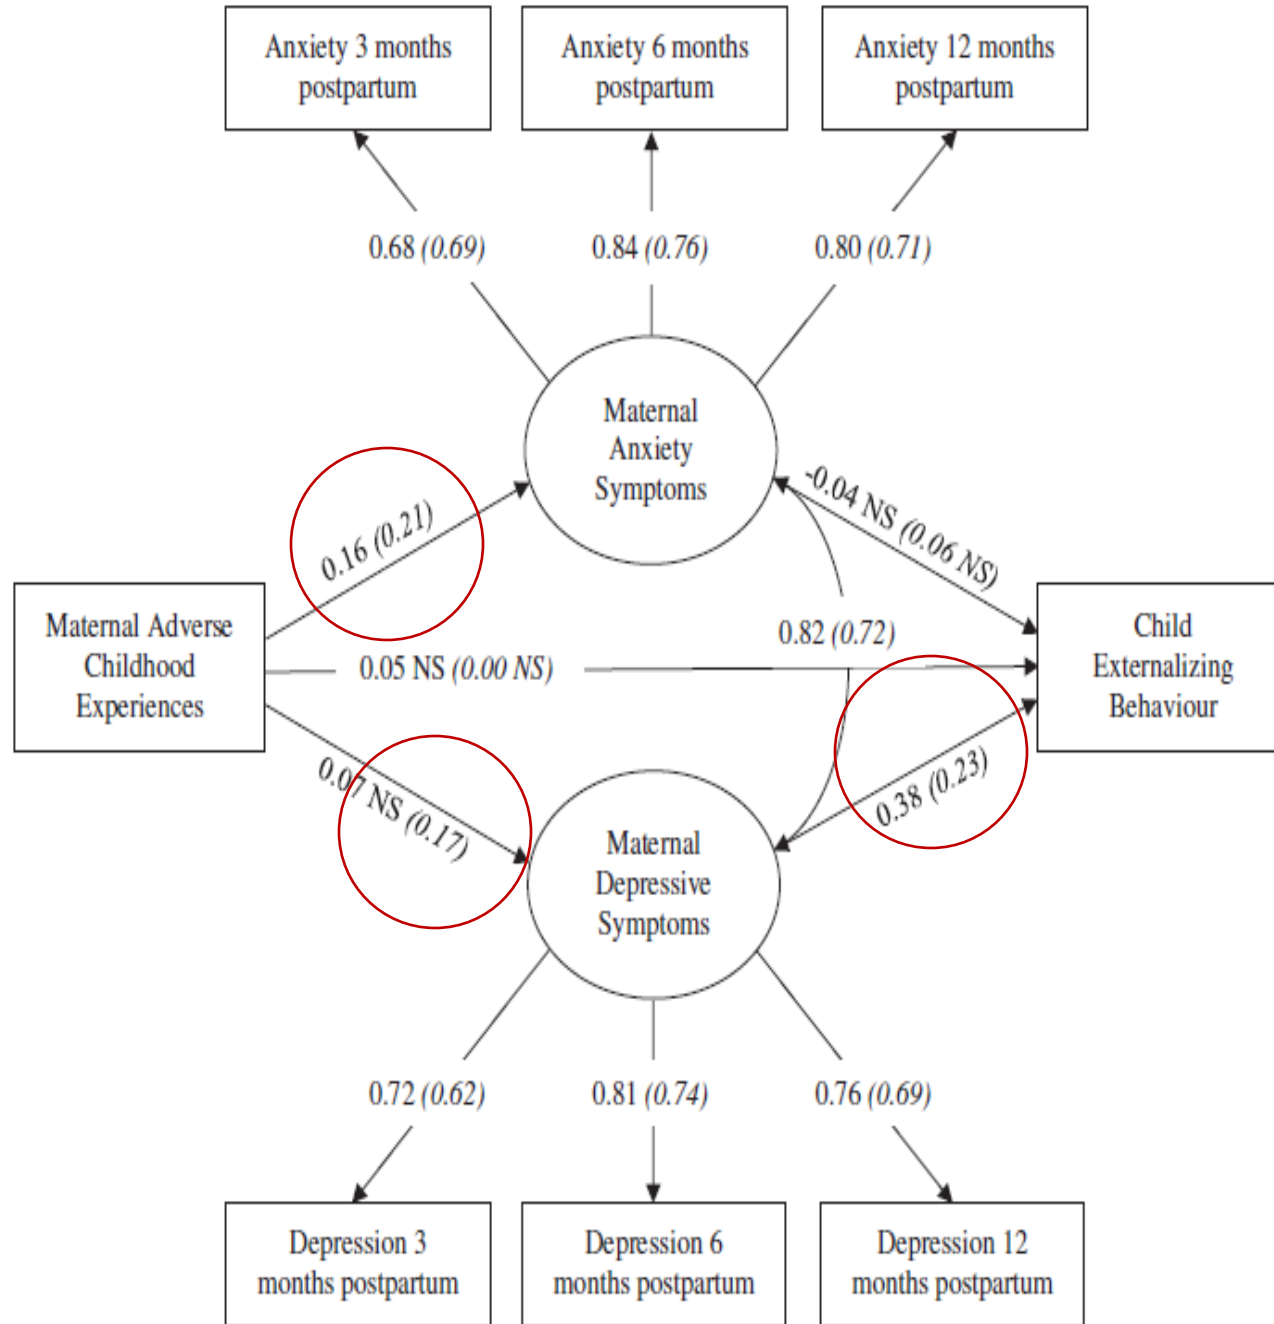 Anxiety 3 months
postpartum
Anxiety 6 months
postpartum
Anxiety 12 months
postpartum
0.68 (0.69)
0.84 (0.76)
0.80 (0.71)
Maternal
Anxiety
Symptoms
0.16 (0.21)
-0.04 NS (0.06 NS)
Maternal Adverse
Childhood
Experiences
0.05 NS (0.00 NS)
0.82 (0.72)
Child
Externalizing
Behaviour
0.07 NS (0.17)
0.38 (0.23)
Maternal
Depressive
Symptoms
0.72 (0.62)
0.81 (0.74)
0.76 (0.69)
Depression 3
months postpartum
Depression 6
months postpartum
Depression 12
months postpartum